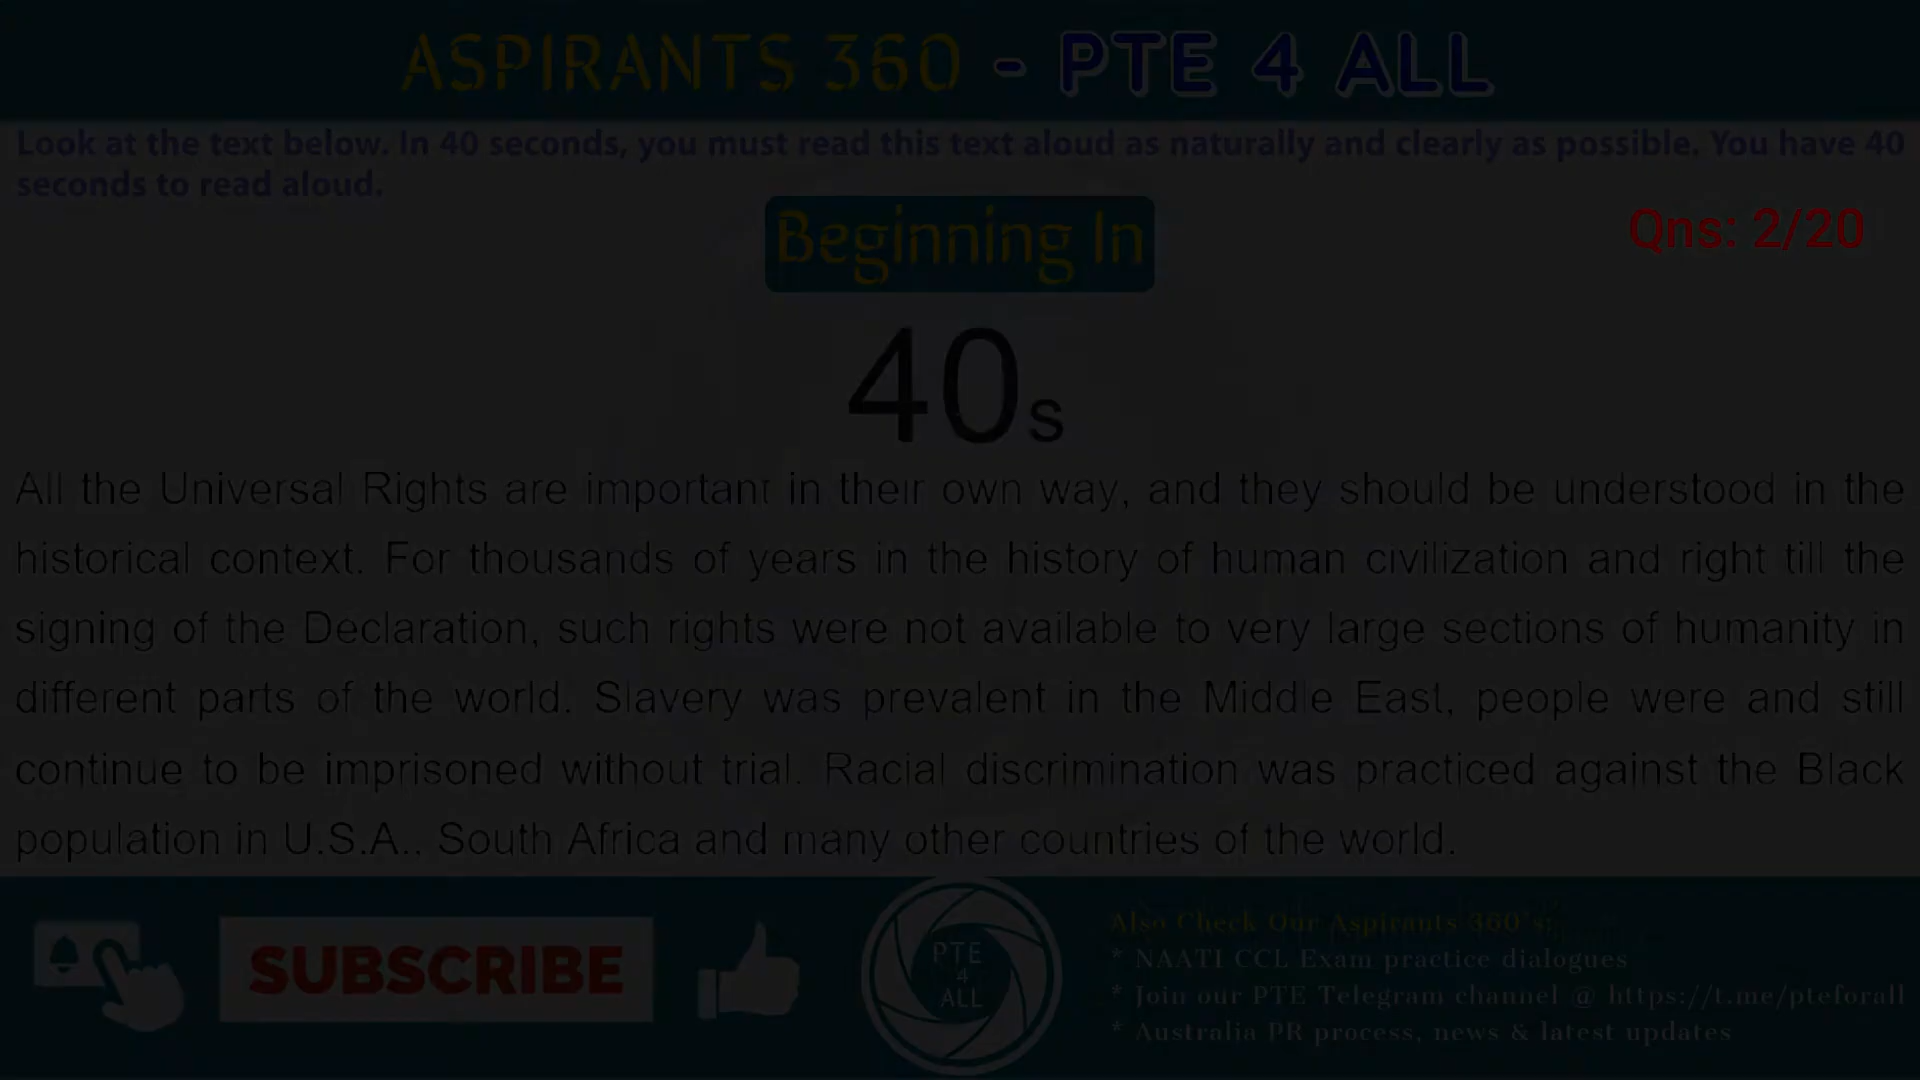 ASPIRANTS 360 - PTE 4 ALL
Look at the text below. In 40 seconds, you must read this text aloud as naturally and clearly as possible. You have 40
seconds to read aloud.
Beginning In
Qns: 2/20
40s
All the Universal Rights are important in their own way, and they should be understood in the
historical context. For thousands of years in the history of human civilization and right till the
signing of the Declaration, such rights were not available to very large sections of humanity in
different parts of the world. Slavery was prevalent in the Middle East, people were and still
continue to be imprisoned without trial. Racial discrimination was practiced against the Black
population in U.S.A.. South Africa and many other countries of the world.
SUBSCRIBE
PTE
4
ALL
Also Check Our Aspirants 360's:
* NAATI CCL Exam practice dialogues
* Join our PTE Telegram channel @ https://t.me/pteforall
* Australia PR process, news & latest updates